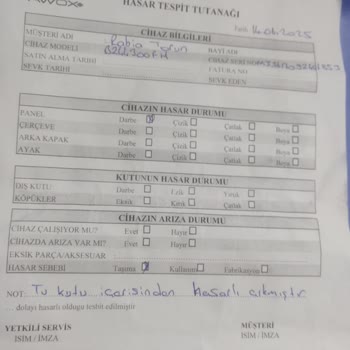 HASAR TESPİT TUTANAĞI
Tarih
CİHAZ BİLGİLERİ
MÜŞTERİ ADI Rabia Torun BAYİ ADI
CİHAZ MODELİ CİHAZ SERİ NO
SATIN ALMA TARİHİ FATURA NO
SEVK TARİHİ SEVK EDEN
CİHAZIN HASAR DURUMU
PANEL Darbe Çizik Çatlak Boya
ÇERÇEVE Darbe Çizik Çatlak Boya
ARKA KAPAK Darbe Çizik Çatlak Boya
AYAK Darbe Çizik Çatlak Boya
KUTUNUN HASAR DURUMU
DIŞ KUTU Darbe Ezik Yırtık
KÖPÜKLER Eksik Kırık Çatlak
CİHAZIN ARIZA DURUMU
CİHAZ ÇALIŞIYOR MU? Evet Hayır
CİHAZDA ARIZA VAR MI? Evet Hayır
EKSİK PARÇA/AKSESUAR
HASAR SEBEBİ Taşıma Kullanım Fabrikasyon
NOT: Tv kutu içerisinden hasarlı çıkmıştır
dolayı hasarlı olduğu tespit edilmiştir
YETKİLİ SERVİS MÜŞTERİ
İSİM / İMZA İSİM / İMZA